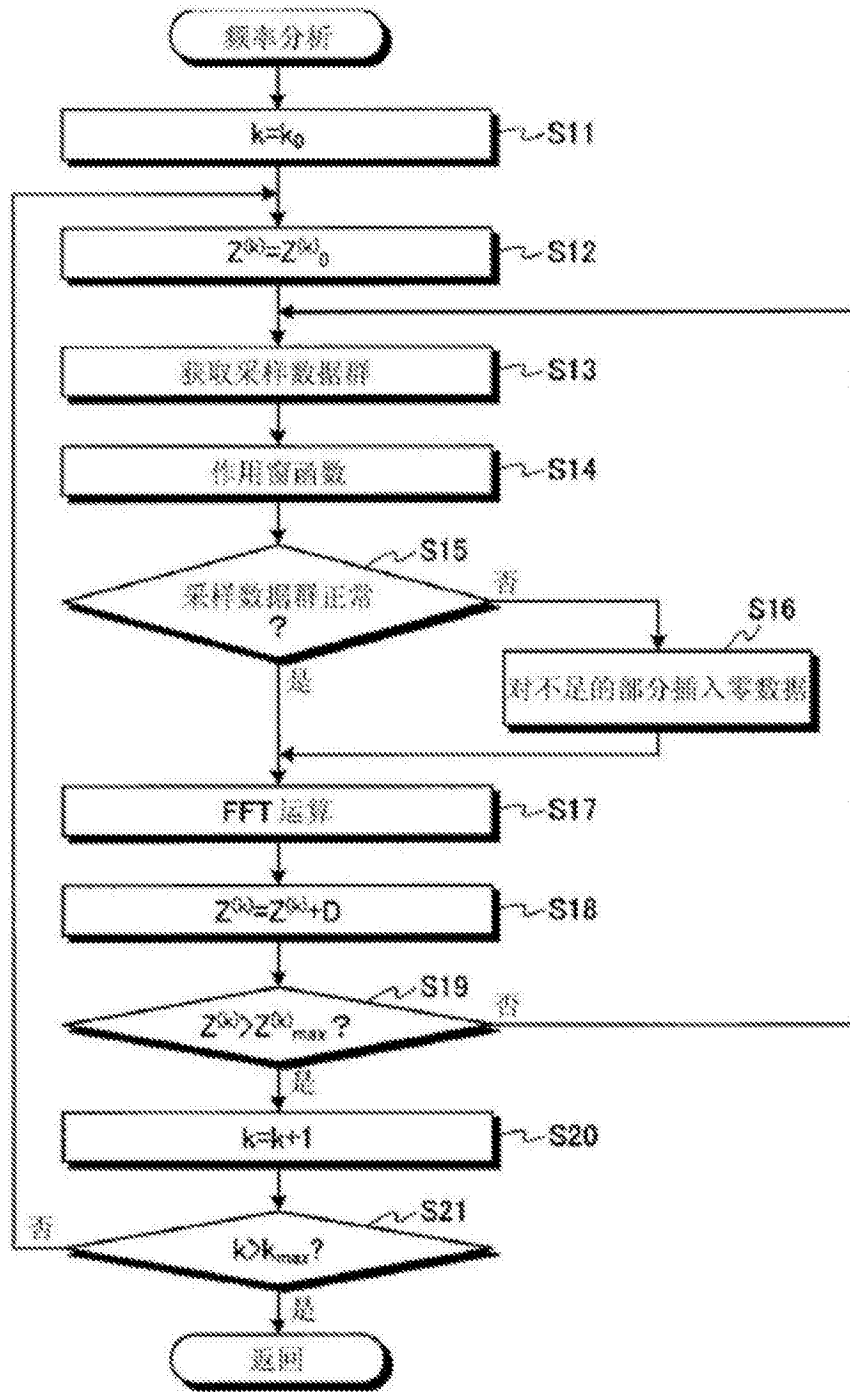 频率分析
k=k₀
S11
Z⁽ᵏ⁾=Z⁽ᵏ⁾₀
S12
获取采样数据群
S13
作用窗函数
S14
S15
采样数据群正常
?
否
是
S16
对不足的部分插入零数据
FFT 运算
S17
Z⁽ᵏ⁾=Z⁽ᵏ⁾+D
S18
S19
Z⁽ᵏ⁾>Z⁽ᵏ⁾max?
否
是
k=k+1
S20
S21
k>kmax?
否
是
返回